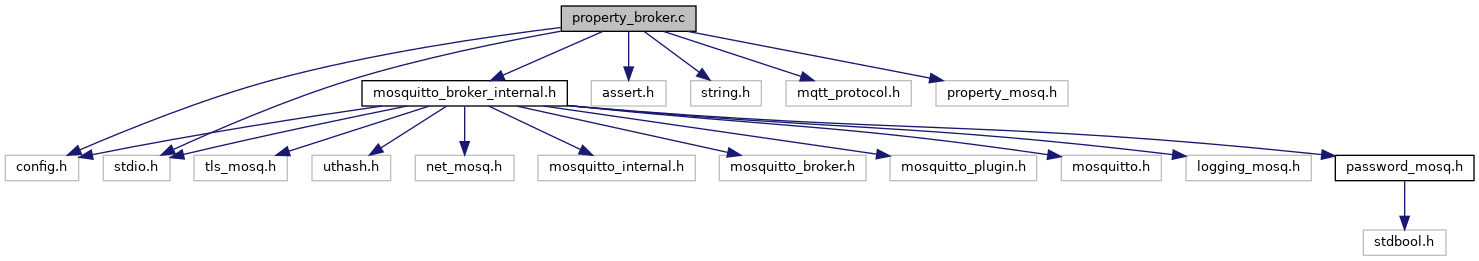 property_broker.c
mosquitto_broker_internal.h
assert.h
string.h
mqtt_protocol.h
property_mosq.h
config.h
stdio.h
tls_mosq.h
uthash.h
net_mosq.h
mosquitto_internal.h
mosquitto_broker.h
mosquitto_plugin.h
mosquitto.h
logging_mosq.h
password_mosq.h
stdbool.h